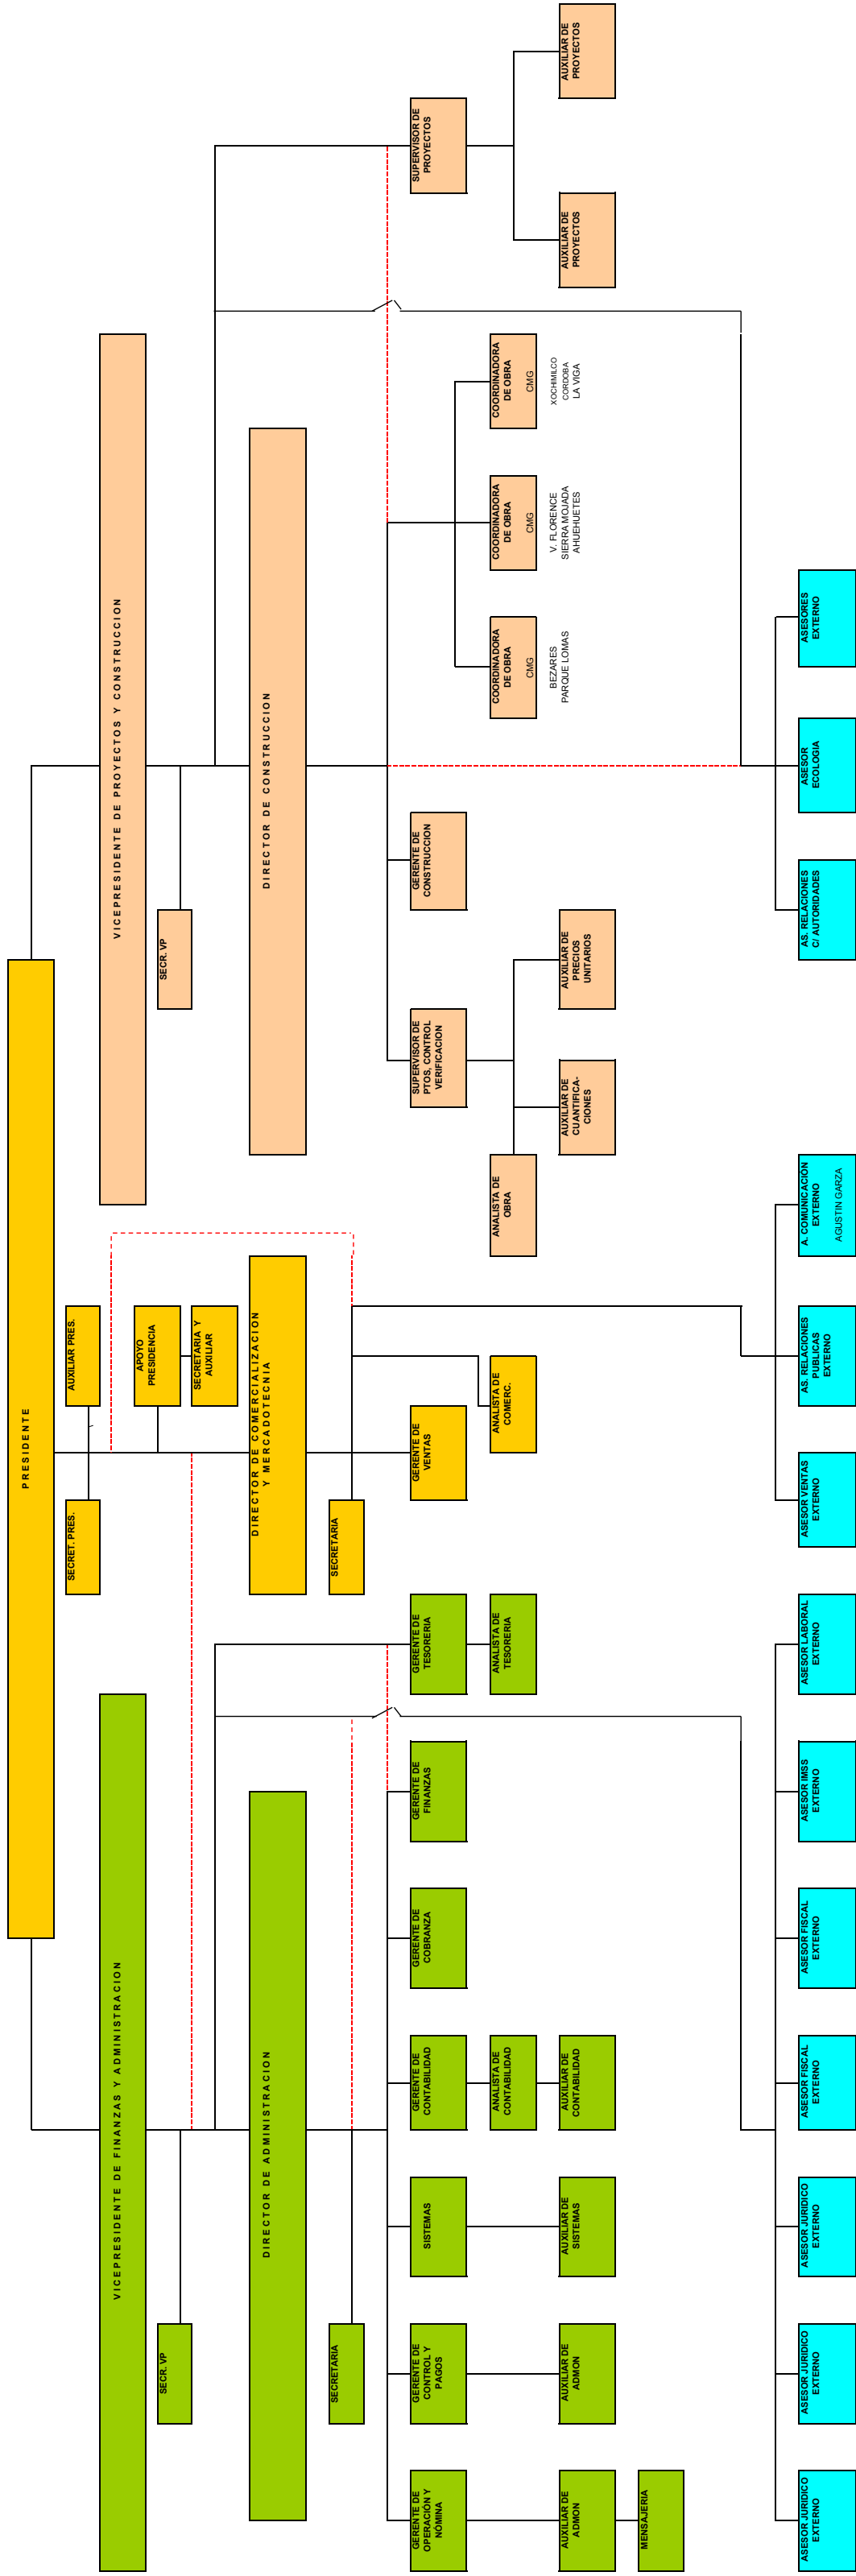 PRESIDENTE
SECRET. PRES.
AUXILIAR PRES.
VICEPRESIDENTE DE FINANZAS Y ADMINISTRACION
VICEPRESIDENTE DE PROYECTOS Y CONSTRUCCION
APOYO
PRESIDENCIA
SECR. VP
SECRETARIA Y
AUXILIAR
SECR. VP
DIRECTOR DE ADMINISTRACION
DIRECTOR DE COMERCIALIZACION
Y MERCADOTECNIA
DIRECTOR DE CONSTRUCCION
SECRETARIA
SECRETARIA
GERENTE DE
OPERACIÓN Y
NÓMINA
GERENTE DE
CONTROL Y
PAGOS
SISTEMAS
GERENTE DE
CONTABILIDAD
GERENTE DE
COBRANZA
GERENTE DE
FINANZAS
GERENTE DE
TESORERIA
GERENTE DE
VENTAS
SUPERVISOR DE
PTOS, CONTROL
VERIFICACION
GERENTE DE
CONSTRUCCION
SUPERVISOR DE
PROYECTOS
ANALISTA DE
CONTABILIDAD
ANALISTA DE
TESORERIA
ANALISTA DE
COMERC.
ANALISTA DE
OBRA
COORDINADORA
DE OBRA
CMG
BEZARES
PARQUE LOMAS
COORDINADORA
DE OBRA
CMG
V. FLORENCE
SIERRA MOJADA
AHUEHUETES
COORDINADORA
DE OBRA
CMG
XOCHIMILCO
CORDOBA
LA VIGA
AUXILIAR DE
ADMON
AUXILIAR DE
ADMON
AUXILIAR DE
SISTEMAS
AUXILIAR DE
CONTABILIDAD
AUXILIAR DE
CUANTIFICA-
CIONES
AUXILIAR DE
PRECIOS
UNITARIOS
AUXILIAR DE
PROYECTOS
AUXILIAR DE
PROYECTOS
MENSAJERIA
ASESOR JURIDICO
EXTERNO
ASESOR JURIDICO
EXTERNO
ASESOR JURIDICO
EXTERNO
ASESOR FISCAL
EXTERNO
ASESOR FISCAL
EXTERNO
ASESOR IMSS
EXTERNO
ASESOR LABORAL
EXTERNO
ASESOR VENTAS
EXTERNO
AS. RELACIONES
PUBLICAS
EXTERNO
A. COMUNICACIÓN
EXTERNO
AGUSTIN GARZA
AS. RELACIONES
C/ AUTORIDADES
ASESOR
ECOLOGIA
ASESORES
EXTERNO